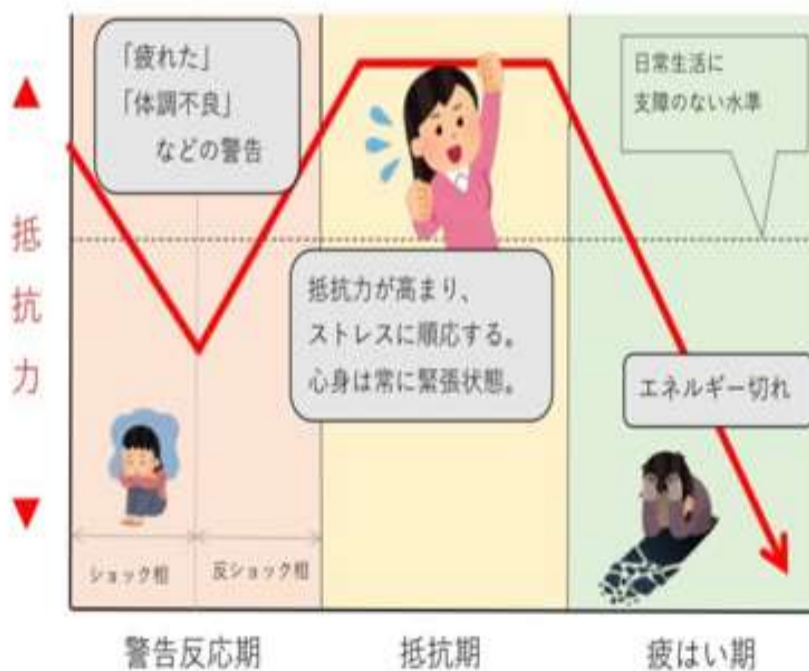 「疲れた」
「体調不良」
などの警告
日常生活に
支障のない水準
▲
抵
抗
力
▼
抵抗力が高まり、
ストレスに順応する。
心身は常に緊張状態。
エネルギー切れ
ショック相
反ショック相
警告反応期
抵抗期
疲はい期